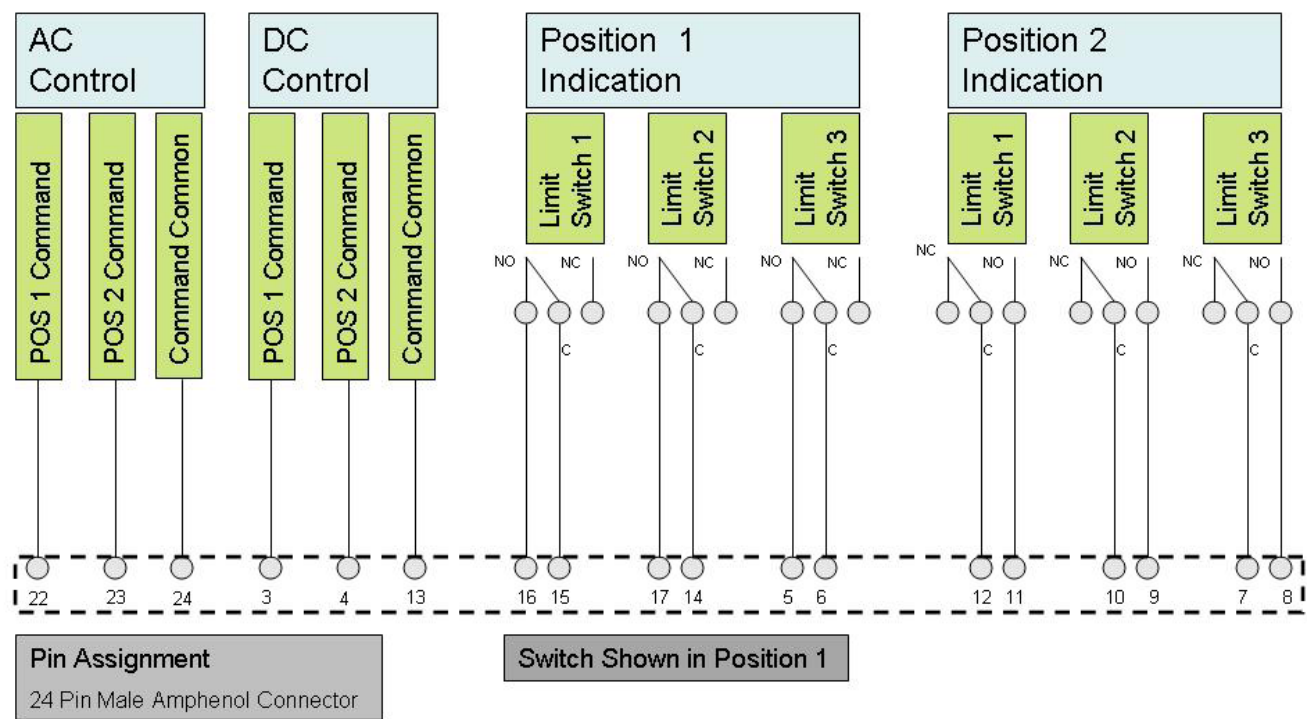 AC
Control
DC
Control
Position 1
Indication
Position 2
Indication
POS 1 Command
POS 2 Command
Command Common
POS 1 Command
POS 2 Command
Command Common
Limit
Switch 1
Limit
Switch 2
Limit
Switch 3
Limit
Switch 1
Limit
Switch 2
Limit
Switch 3
NO NC NO NC NO NC NC NO NC NO NC NO
C C C C C C
22 23 24 3 4 13 16 15 17 14 5 6 12 11 10 9 7 8
Pin Assignment
24 Pin Male Amphenol Connector
Switch Shown in Position 1